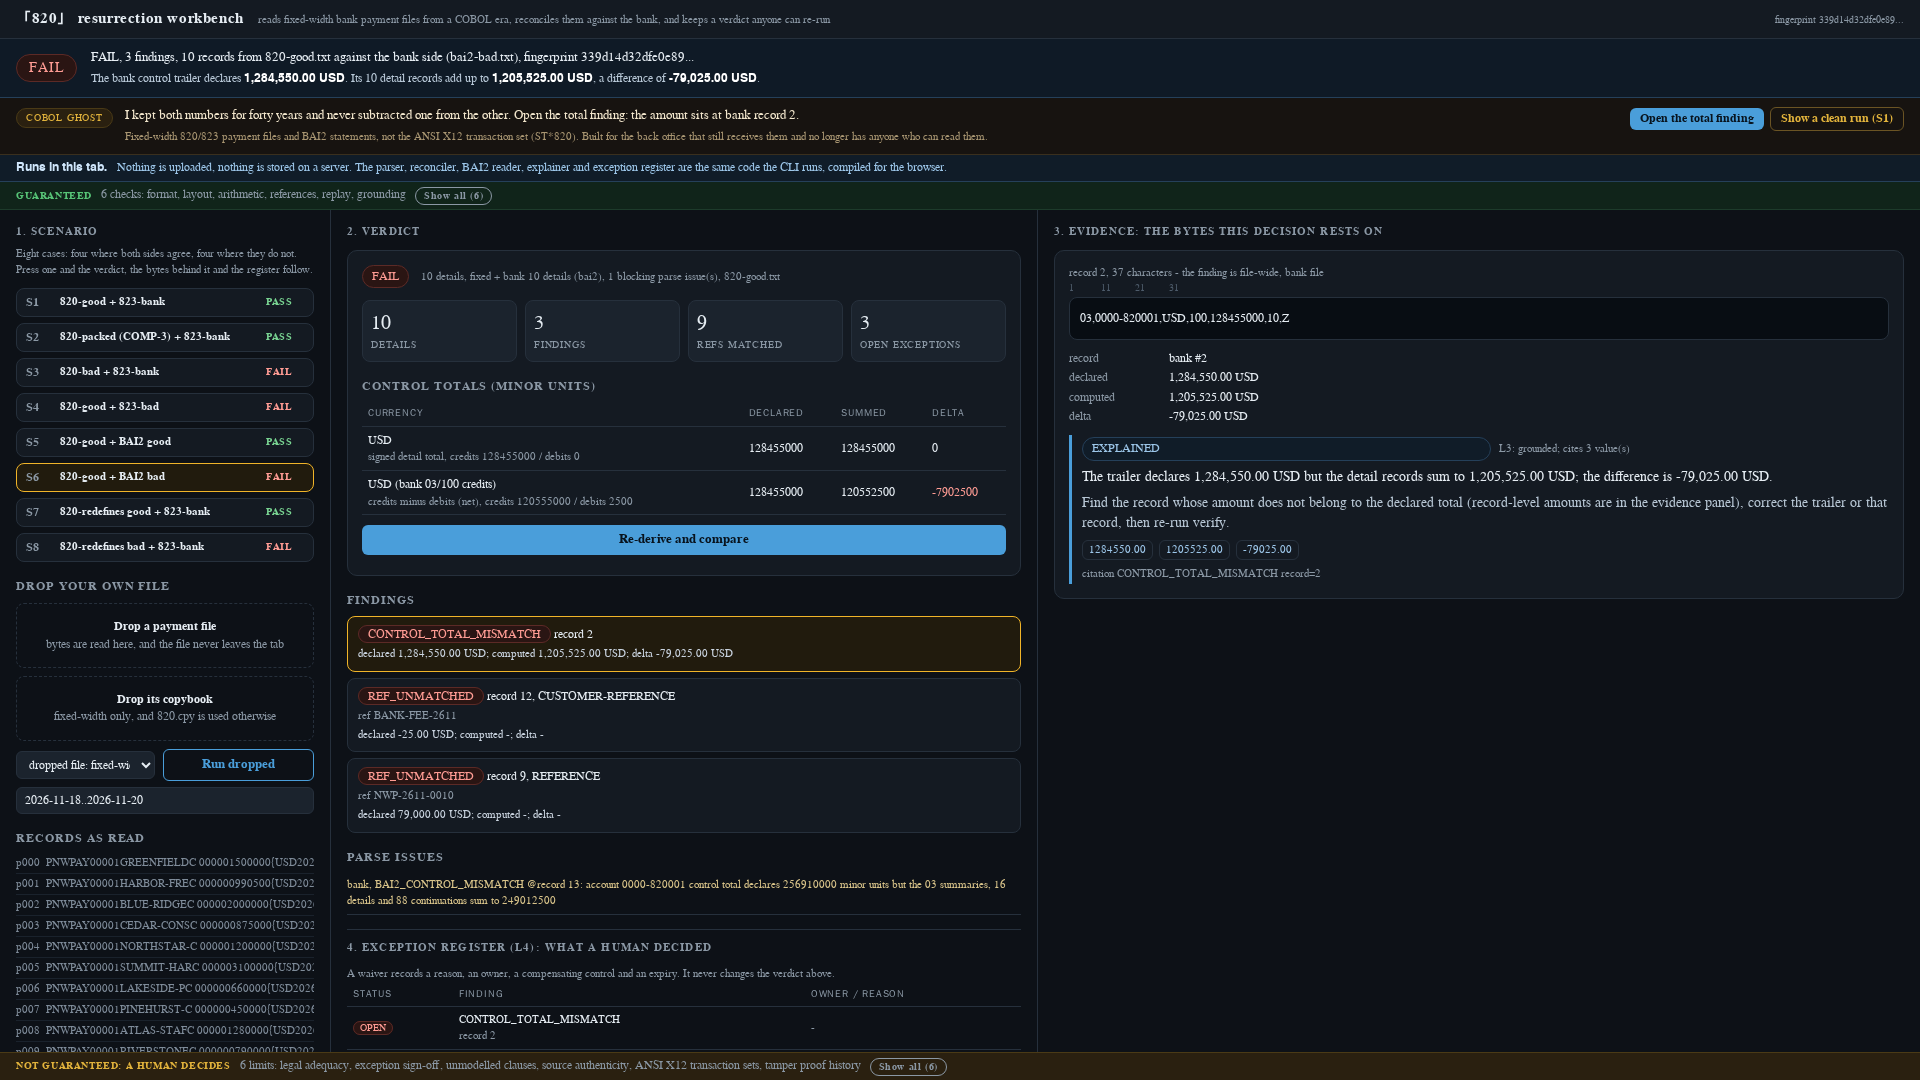 「820」 resurrection workbench reads fixed-width bank payment files from a COBOL era, reconciles them against the bank, and keeps a verdict anyone can re-run fingerprint 339d14d32dfe0e89...
FAIL FAIL, 3 findings, 10 records from 820-good.txt against the bank side (bai2-bad.txt), fingerprint 339d14d32dfe0e89...
The bank control trailer declares 1,284,550.00 USD. Its 10 detail records add up to 1,205,525.00 USD, a difference of -79,025.00 USD.
COBOL GHOST I kept both numbers for forty years and never subtracted one from the other. Open the total finding: the amount sits at bank record 2. Open the total finding Show a clean run (S1)
Fixed-width 820/823 payment files and BAI2 statements, not the ANSI X12 transaction set (ST*820). Built for the back office that still receives them and no longer has anyone who can read them.
Runs in this tab. Nothing is uploaded, nothing is stored on a server. The parser, reconciler, BAI2 reader, explainer and exception register are the same code the CLI runs, compiled for the browser.
GUARANTEED 6 checks: format, layout, arithmetic, references, replay, grounding Show all (6)
1. SCENARIO
Eight cases: four where both sides agree, four where they do not.
Press one and the verdict, the bytes behind it and the register follow.
S1 820-good + 823-bank PASS
S2 820-packed (COMP-3) + 823-bank PASS
S3 820-bad + 823-bank FAIL
S4 820-good + 823-bad FAIL
S5 820-good + BAI2 good PASS
S6 820-good + BAI2 bad FAIL
S7 820-redefines good + 823-bank PASS
S8 820-redefines bad + 823-bank FAIL
DROP YOUR OWN FILE
Drop a payment file
bytes are read here, and the file never leaves the tab
Drop its copybook
fixed-width only, and 820.cpy is used otherwise
dropped file: fixed-wi Run dropped
2026-11-18..2026-11-20
RECORDS AS READ
p000 PNWPAY00001GREENFIELDC 000001500000{USD202
p001 PNWPAY00001HARBOR-FREC 000000990500{USD202
p002 PNWPAY00001BLUE-RIDGEC 000002000000{USD202
p003 PNWPAY00001CEDAR-CONSC 000000875000{USD202
p004 PNWPAY00001NORTHSTAR-C 000001200000{USD202
p005 PNWPAY00001SUMMIT-HARC 000003100000{USD202
p006 PNWPAY00001LAKESIDE-PC 000000660000{USD2026
p007 PNWPAY00001PINEHURST-C 000000450000{USD2026
p008 PNWPAY00001ATLAS-STAFC 000001280000{USD202
p009 PNWPAY00001RIVERSTONEC 000000790000{USD202
2. VERDICT
FAIL 10 details, fixed + bank 10 details (bai2), 1 blocking parse issue(s), 820-good.txt
10 3 9 3
DETAILS FINDINGS REFS MATCHED OPEN EXCEPTIONS
CONTROL TOTALS (MINOR UNITS)
CURRENCY DECLARED SUMMED DELTA
USD 128455000 128455000 0
signed detail total, credits 128455000 / debits 0
USD (bank 03/100 credits) 128455000 120552500 -7902500
credits minus debits (net), credits 120555000 / debits 2500
Re-derive and compare
FINDINGS
CONTROL_TOTAL_MISMATCH record 2
declared 1,284,550.00 USD; computed 1,205,525.00 USD; delta -79,025.00 USD
REF_UNMATCHED record 12, CUSTOMER-REFERENCE
ref BANK-FEE-2611
declared -25.00 USD; computed -; delta -
REF_UNMATCHED record 9, REFERENCE
ref NWP-2611-0010
declared 79,000.00 USD; computed -; delta -
PARSE ISSUES
bank, BAI2_CONTROL_MISMATCH @record 13: account 0000-820001 control total declares 256910000 minor units but the 03 summaries, 16
details and 88 continuations sum to 249012500
4. EXCEPTION REGISTER (L4): WHAT A HUMAN DECIDED
A waiver records a reason, an owner, a compensating control and an expiry. It never changes the verdict above.
STATUS FINDING OWNER / REASON
OPEN CONTROL_TOTAL_MISMATCH -
record 2
3. EVIDENCE: THE BYTES THIS DECISION RESTS ON
record 2, 37 characters - the finding is file-wide, bank file
1 11 21 31
03,0000-820001,USD,100,128455000,10,Z
record bank #2
declared 1,284,550.00 USD
computed 1,205,525.00 USD
delta -79,025.00 USD
EXPLAINED L3: grounded; cites 3 value(s)
The trailer declares 1,284,550.00 USD but the detail records sum to 1,205,525.00 USD; the difference is -79,025.00 USD.
Find the record whose amount does not belong to the declared total (record-level amounts are in the evidence panel), correct the trailer or that
record, then re-run verify.
1284550.00 1205525.00 -79025.00
citation CONTROL_TOTAL_MISMATCH record=2
NOT GUARANTEED: A HUMAN DECIDES 6 limits: legal adequacy, exception sign-off, unmodelled clauses, source authenticity, ANSI X12 transaction sets, tamper proof history Show all (6)